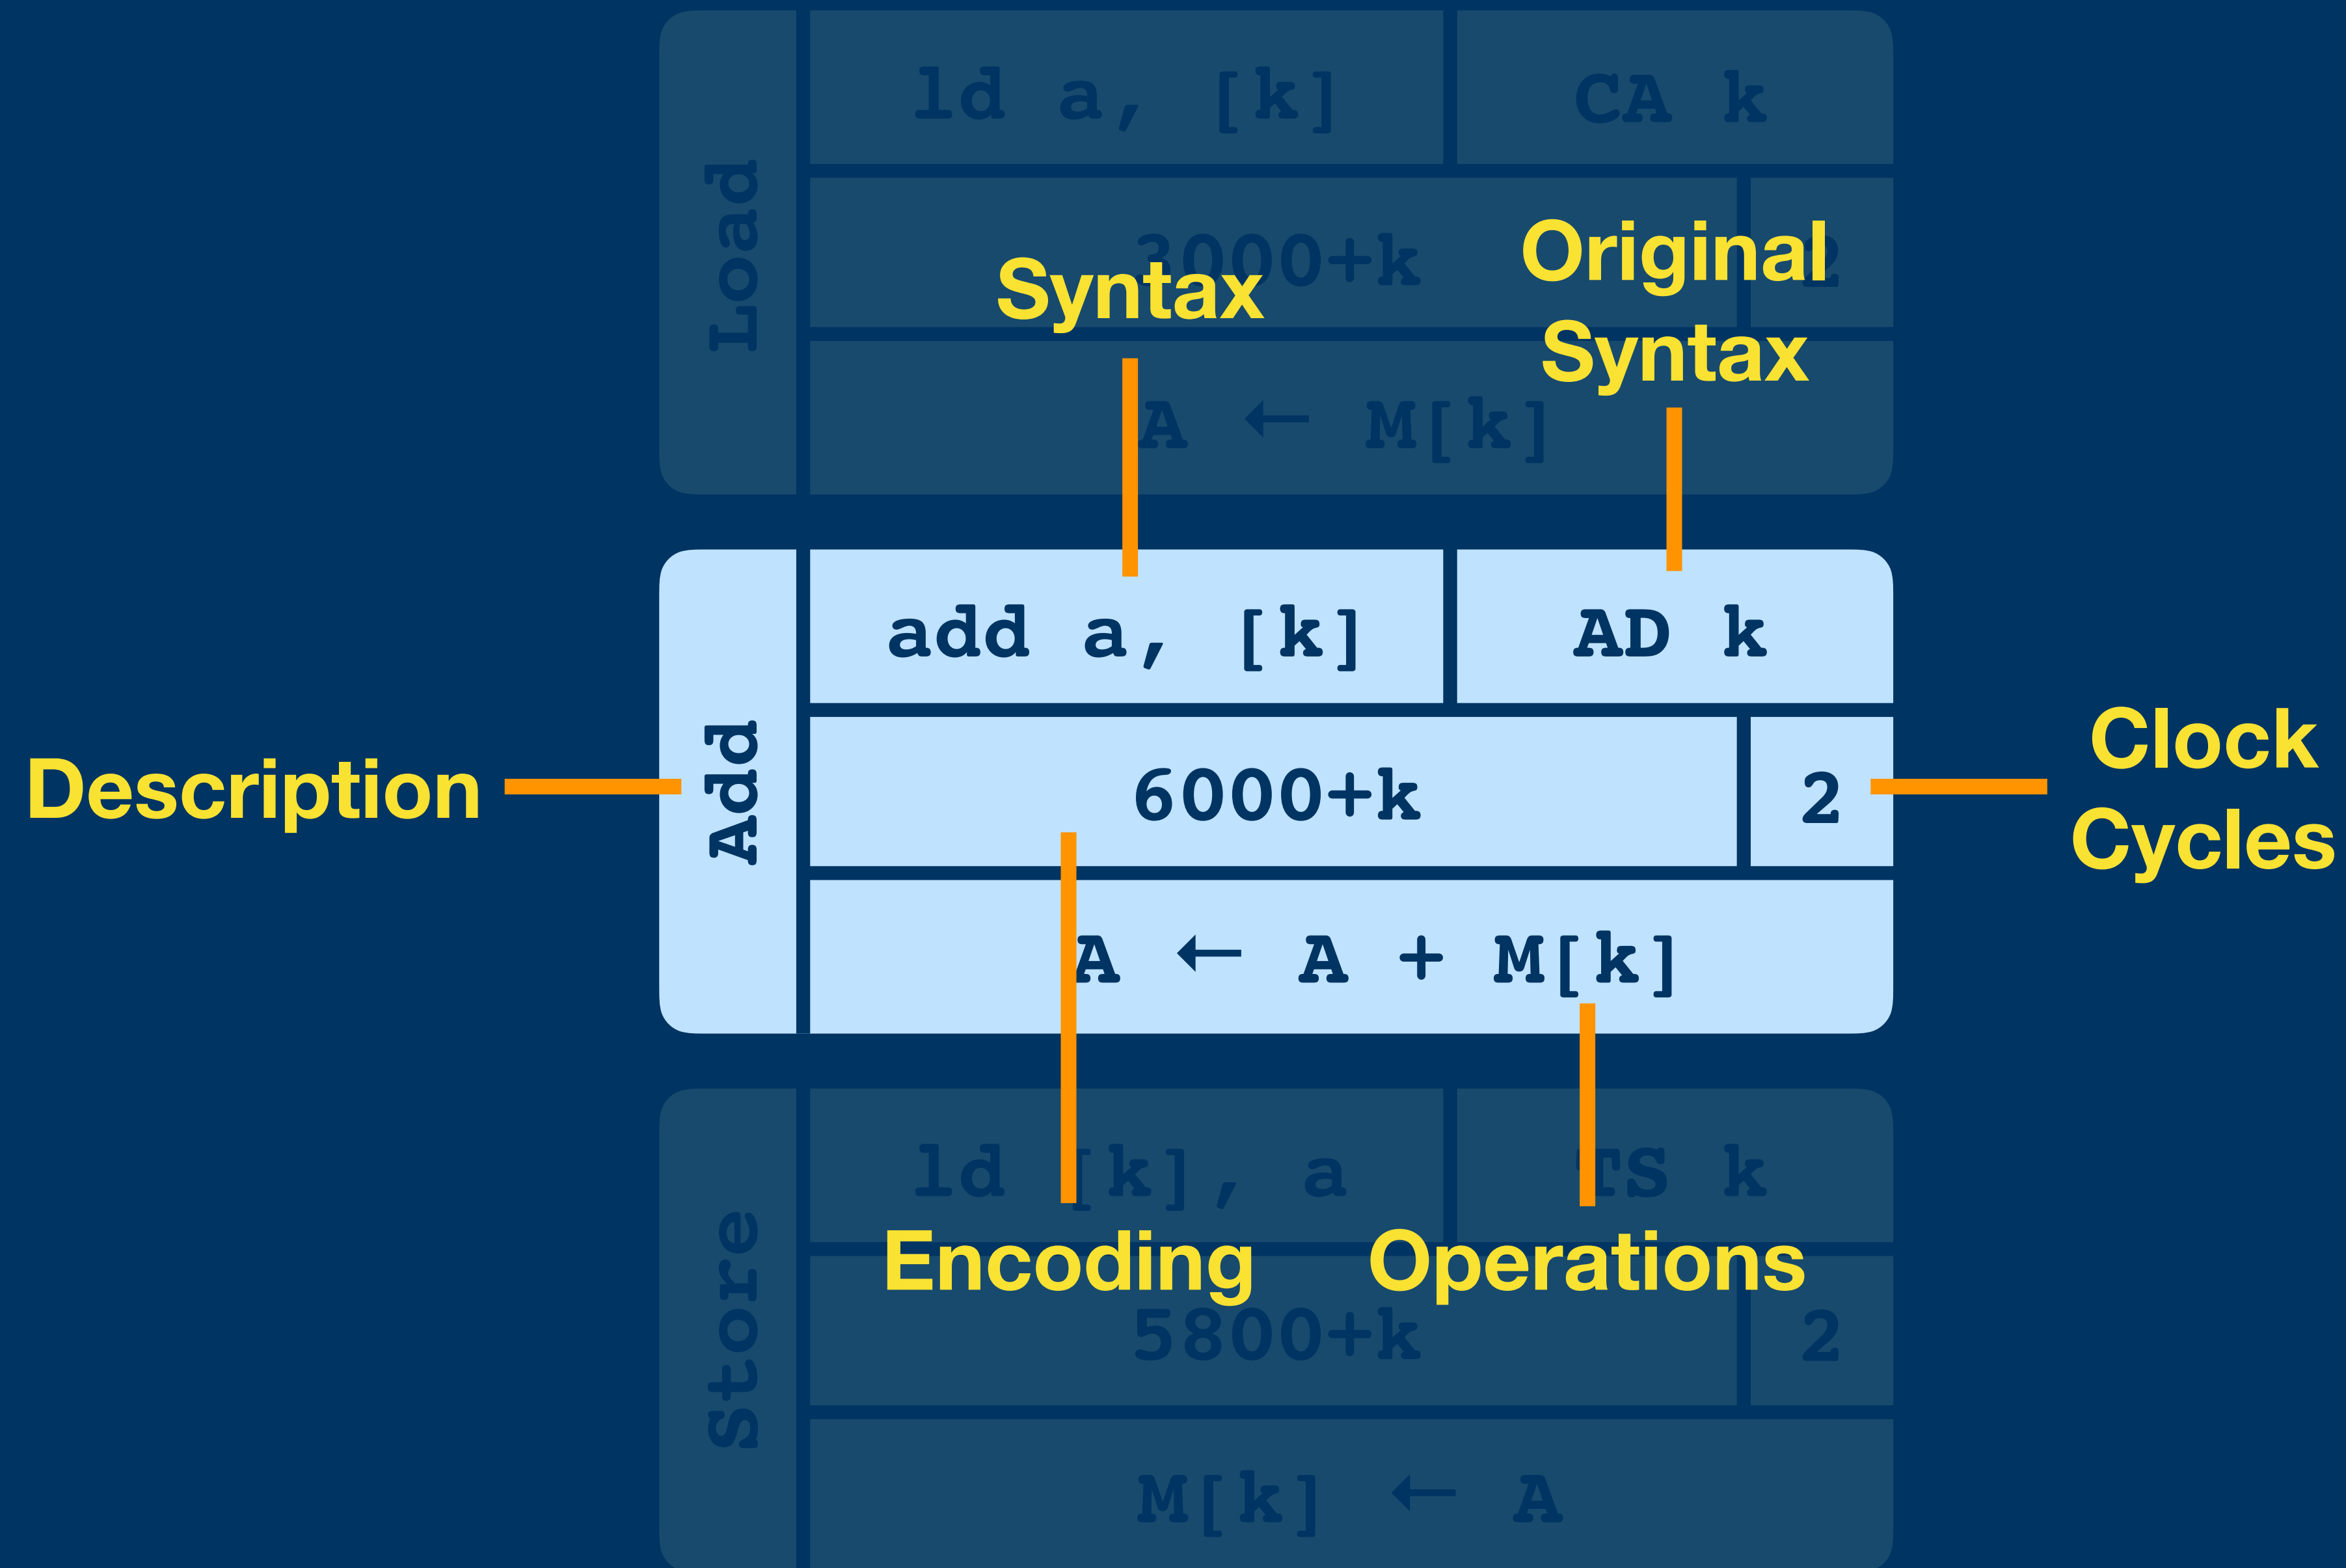 Load
ld a, [k]
CA k
3000+k
2
A ← M[k]
Syntax
Original
Syntax
Description
Add
add a, [k]
AD k
6000+k
2
A ← A + M[k]
Clock
Cycles
Store
ld [k], a
TS k
Encoding
Operations
5800+k
2
M[k] ← A